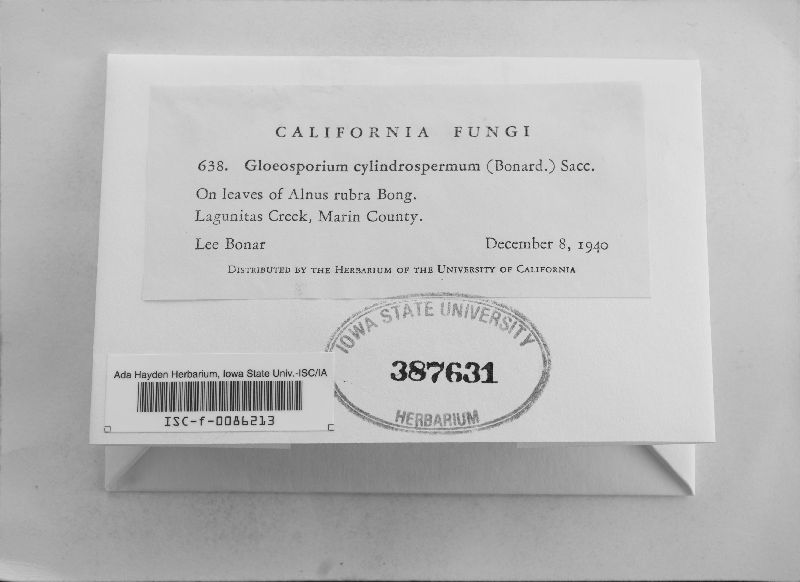 CALIFORNIA FUNGI
638. Gloeosporium cylindrospermum (Bonard.) Sacc.
On leaves of Alnus rubra Bong.
Lagunitas Creek, Marin County.
Lee Bonar December 8, 1940
Distributed by the Herbarium of the University of California
IOWA STATE UNIVERSITY
387631
HERBARIUM
Ada Hayden Herbarium, Iowa State Univ.-ISC/IA
ISC-f-0086213